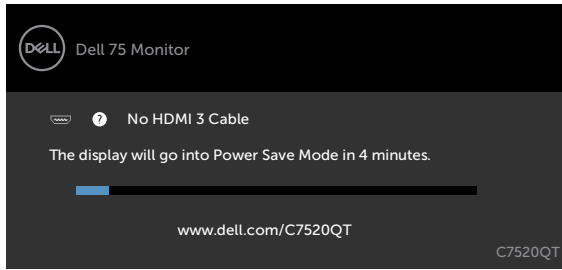 DELL
Dell 75 Monitor
? No HDMI 3 Cable
The display will go into Power Save Mode in 4 minutes.
www.dell.com/C7520QT
C7520QT